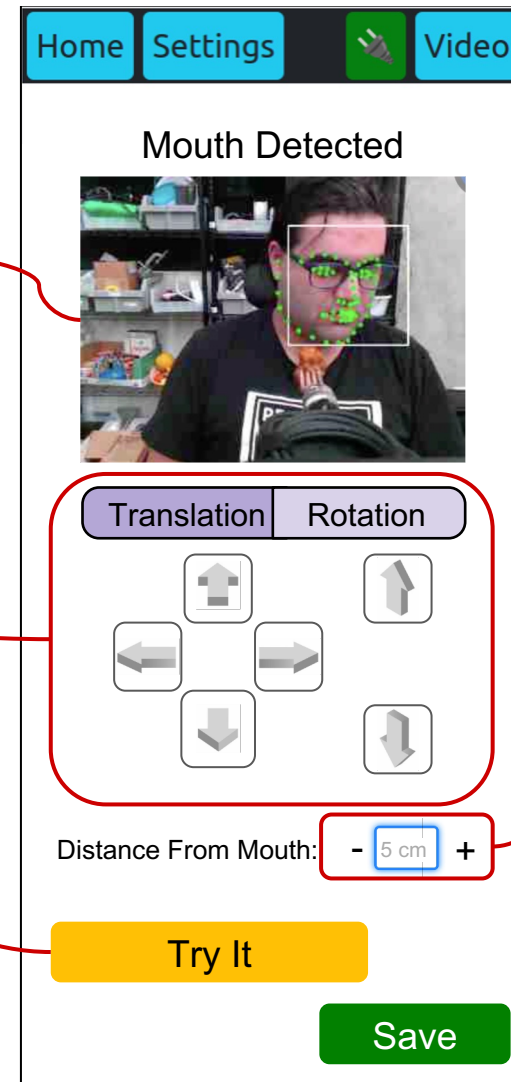 Home Settings Video
Mouth Detected
Translation Rotation
Distance From Mouth: - 5 cm +
Try It
Save